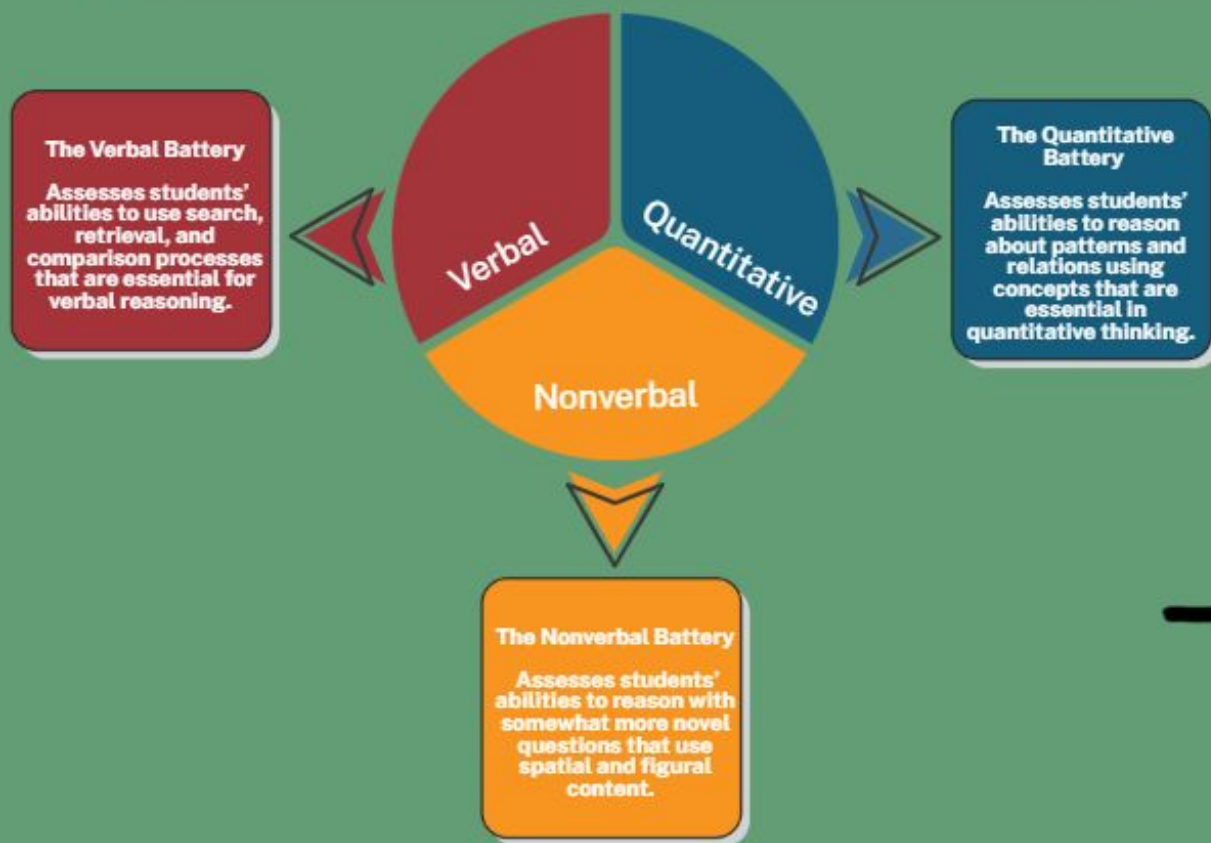 Verbal
Quantitative
Nonverbal
The Verbal Battery
Assesses students'
abilities to use search,
retrieval, and
comparison processes
that are essential for
verbal reasoning.
The Quantitative
Battery
Assesses students'
abilities to reason
about patterns and
relations using
concepts that are
essential in
quantitative thinking.
The Nonverbal Battery
Assesses students'
abilities to reason with
somewhat more novel
questions that use
spatial and figural
content.